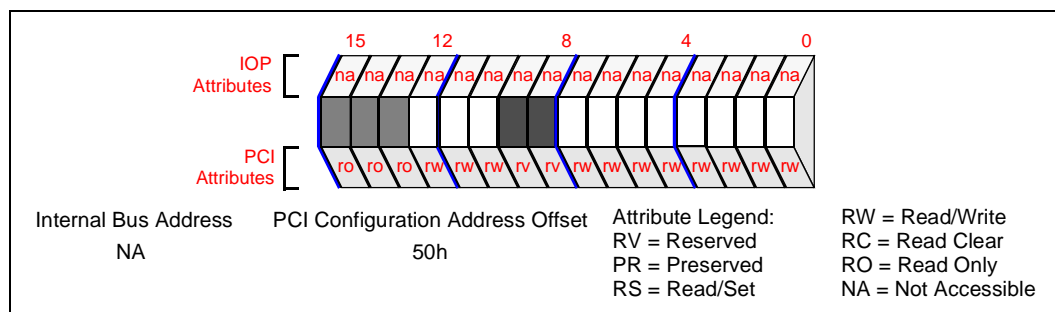 15 12 8 4 0
IOP
Attributes
na na na na na na na na na na na na na na na na
PCI
Attributes
ro ro ro rw rw rw rv rv rw rw rw rw rw rw rw rw
Internal Bus Address
NA
PCI Configuration Address Offset
50h
Attribute Legend:
RV = Reserved
PR = Preserved
RS = Read/Set
RW = Read/Write
RC = Read Clear
RO = Read Only
NA = Not Accessible